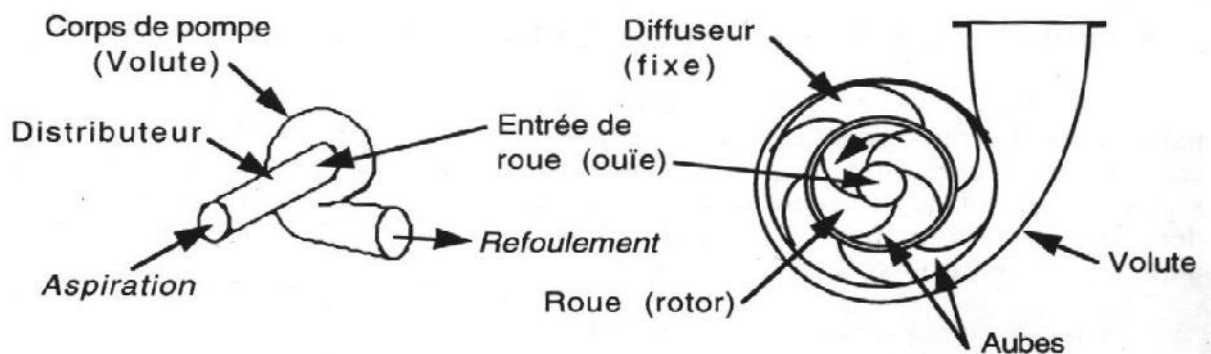 Corps de pompe
(Volute)
Distributeur
Aspiration
Refoulement
Entrée de
roue (ouïe)
Diffuseur
(fixe)
Roue (rotor)
Volute
Aubes